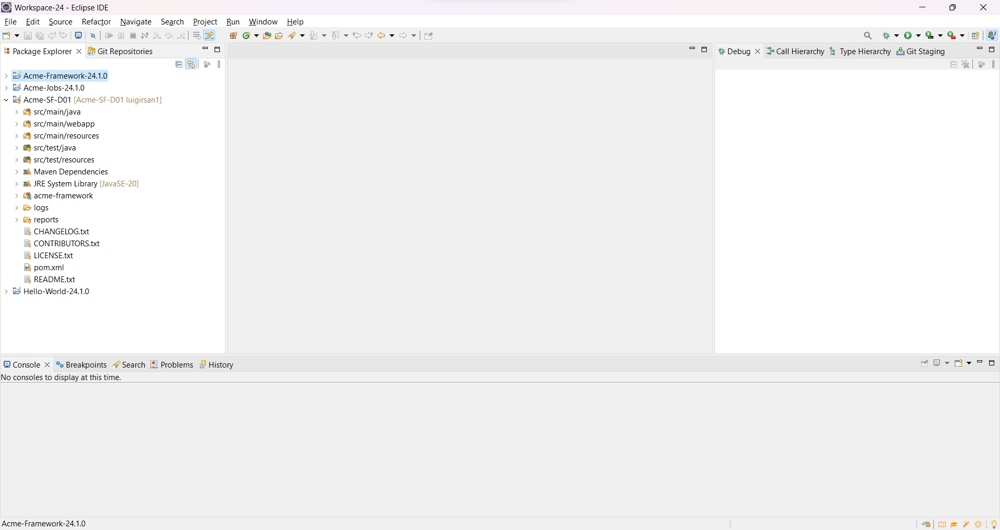 Workspace-24 - Eclipse IDE
File Edit Source Refactor Navigate Search Project Run Window Help
Package Explorer Git Repositories
Debug Call Hierarchy Type Hierarchy Git Staging
Acme-Framework-24.1.0
Acme-Jobs-24.1.0
Acme-SF-D01 [Acme-SF-D01 luigirsan1]
src/main/java
src/main/webapp
src/main/resources
src/test/java
src/test/resources
Maven Dependencies
JRE System Library [JavaSE-20]
acme-framework
logs
reports
CHANGELOG.txt
CONTRIBUTORS.txt
LICENSE.txt
pom.xml
README.txt
Hello-World-24.1.0
Console Breakpoints Search Problems History
No consoles to display at this time.
Acme-Framework-24.1.0